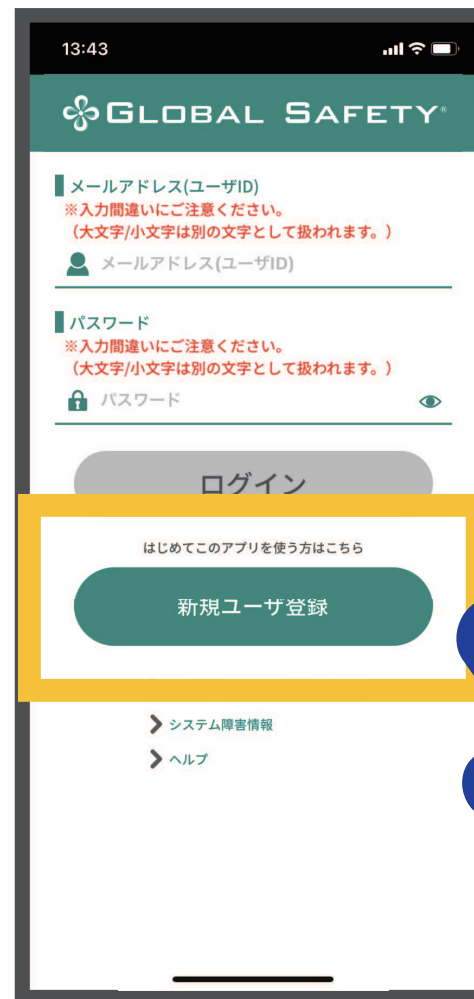 13:43
GLOBAL SAFETY®
メールアドレス(ユーザID)
※入力間違いにご注意ください。
（大文字/小文字は別の文字として扱われます。）
メールアドレス(ユーザID)
パスワード
※入力間違いにご注意ください。
（大文字/小文字は別の文字として扱われます。）
パスワード
ログイン
はじめてこのアプリを使う方はこちら
新規ユーザ登録
システム障害情報
ヘルプ